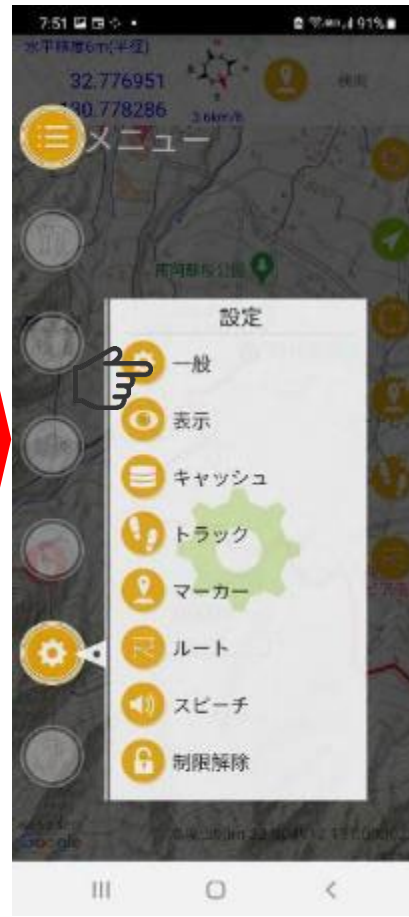 7:51
91%
水平精度6m(半径)
32.776951
130.778286
3.6km/h
検索
メニュー
設定
一般
表示
キャッシュ
トラック
マーカー
ルート
スピーチ
制限解除
Google